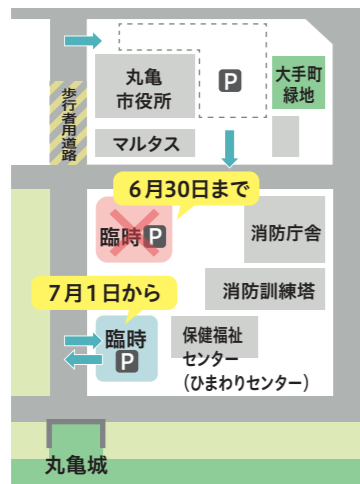 歩行者用道路
丸亀
市役所
P
大手町
緑地
マルタス
6月30日まで
臨時P
消防庁舎
消防訓練塔
7月1日から
臨時
P
保健福祉
センター
(ひまわりセンター)
丸亀城